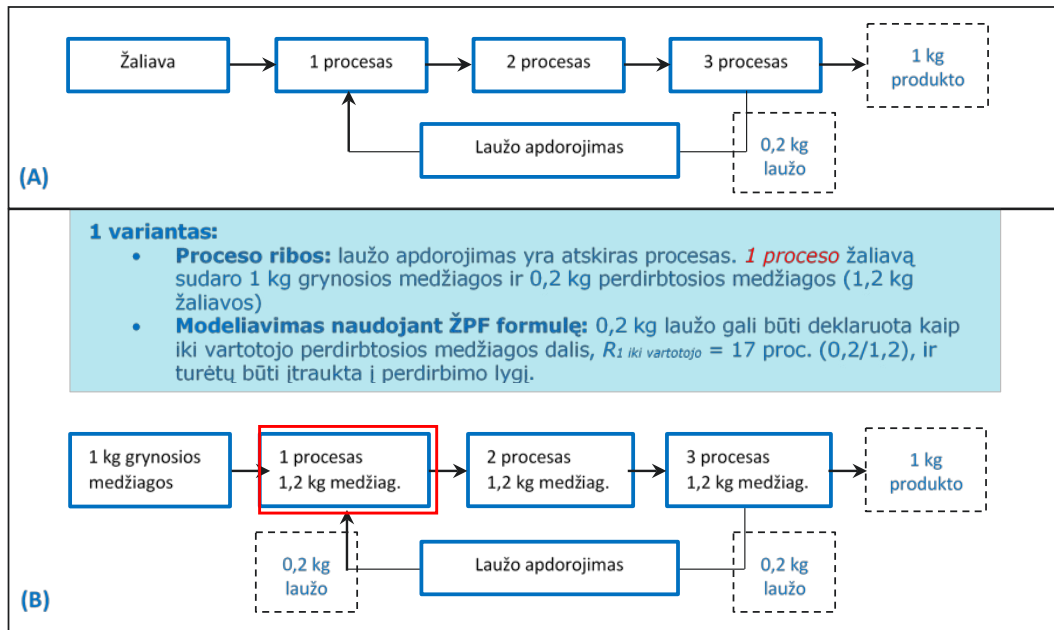 Žaliava
1 procesas
2 procesas
3 procesas
1 kg
produkto
Laužo apdorojimas
0,2 kg
laužo
(A)
1 variantas:
• Proceso ribos: laužo apdorojimas yra atskiras procesas. 1 proceso žaliavą
sudaro 1 kg grynosios medžiagos ir 0,2 kg perdirbtosios medžiagos (1,2 kg
žaliavos)
• Modeliavimas naudojant ŽPF formulę: 0,2 kg laužo gali būti deklaruota kaip
iki vartotojo perdirbtosios medžiagos dalis, R1 iki vartotojo = 17 proc. (0,2/1,2), ir
turėtų būti įtraukta į perdirbimo lygį.
1 kg grynosios
medžiagos
1 procesas
1,2 kg medžiag.
2 procesas
1,2 kg medžiag.
3 procesas
1,2 kg medžiag.
1 kg
produkto
0,2 kg
laužo
Laužo apdorojimas
0,2 kg
laužo
(B)